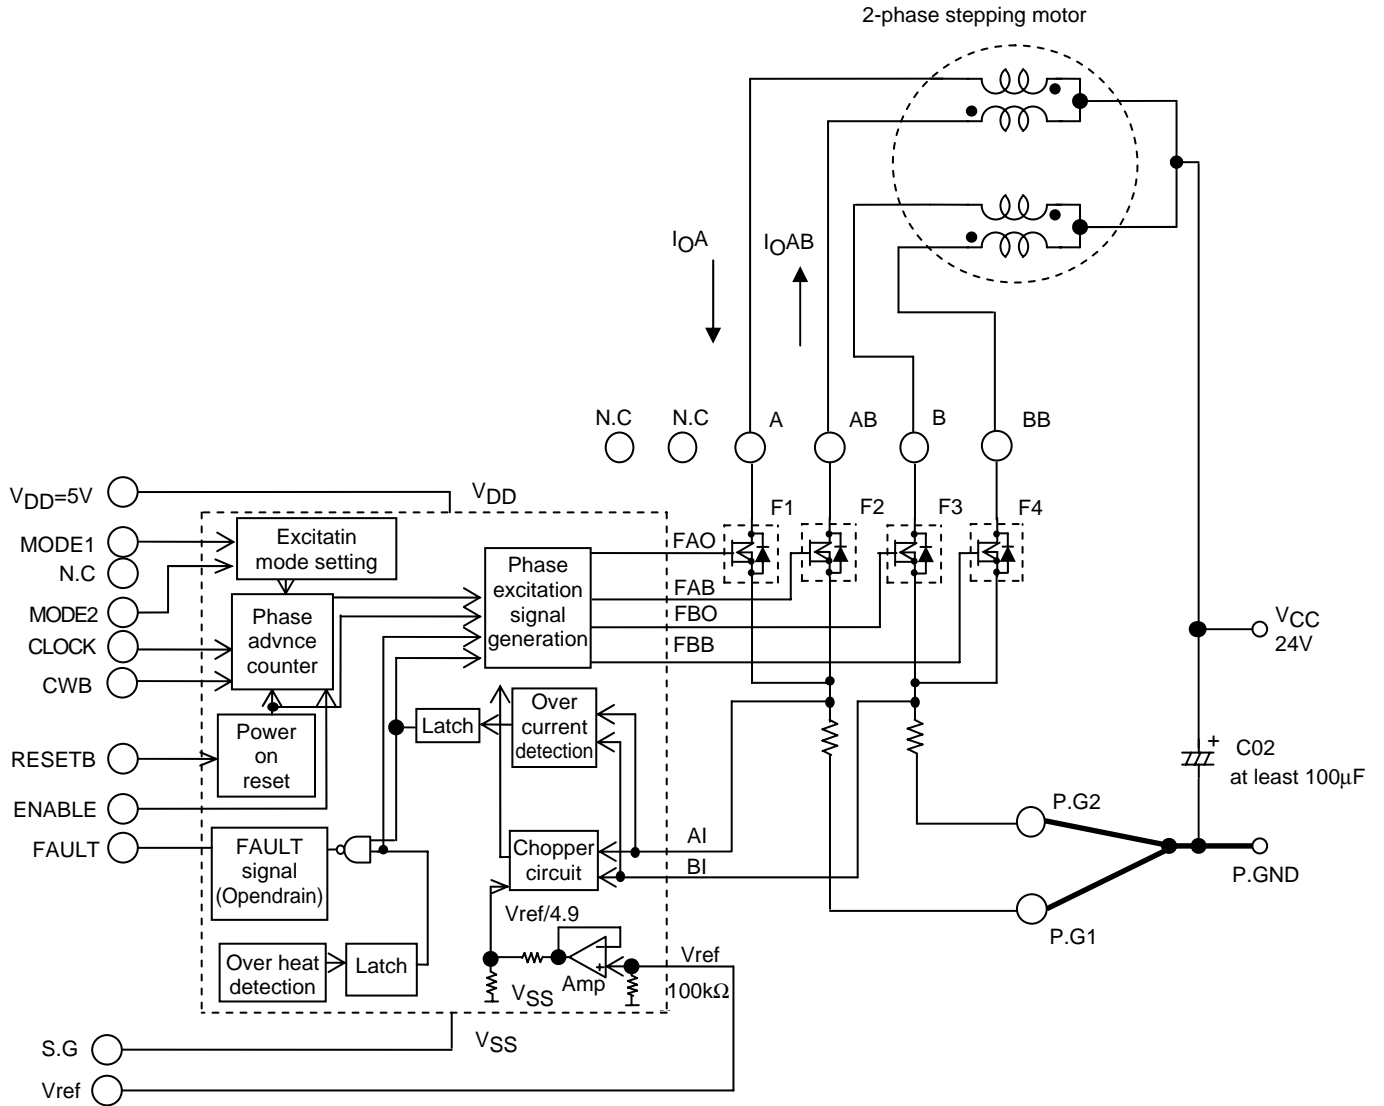 2-phase stepping motor
IOA
IOAB
N.C
N.C
A
AB
B
BB
VDD=5V
VDD
F1
F2
F3
F4
MODE1
N.C
MODE2
CLOCK
CWB
RESETB
ENABLE
FAULT
Excitatin
mode setting
Phase
advnce
counter
Phase
excitation
signal
generation
FAO
FAB
FBO
FBB
VCC
24V
Power
on
reset
Latch
Over
current
detection
+
C02
at least 100µF
P.G2
P.GND
P.G1
FAULT
signal
(Opendrain)
Chopper
circuit
AI
BI
Vref/4.9
Over heat
detection
Latch
−
+
Amp
Vref
100kΩ
VSS
VSS
S.G
Vref